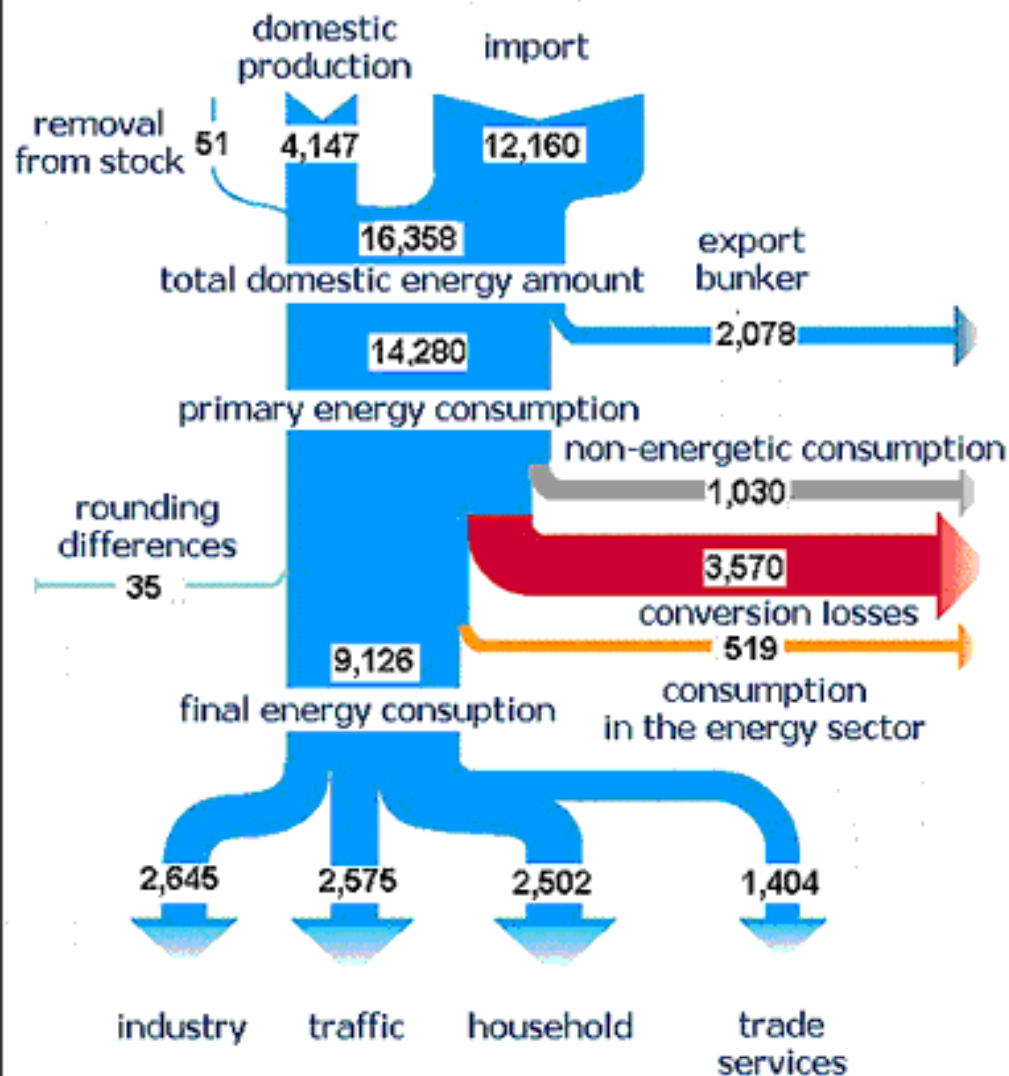 domestic
production
import
removal
from stock
51
4,147
12,160
16,358
total domestic energy amount
export
bunker
2,078
14,280
primary energy consumption
non-energetic consumption
1,030
rounding
differences
35
3,570
conversion losses
519
consumption
in the energy sector
9,126
final energy consuption
2,645
2,575
2,502
1,404
industry
traffic
household
trade
services